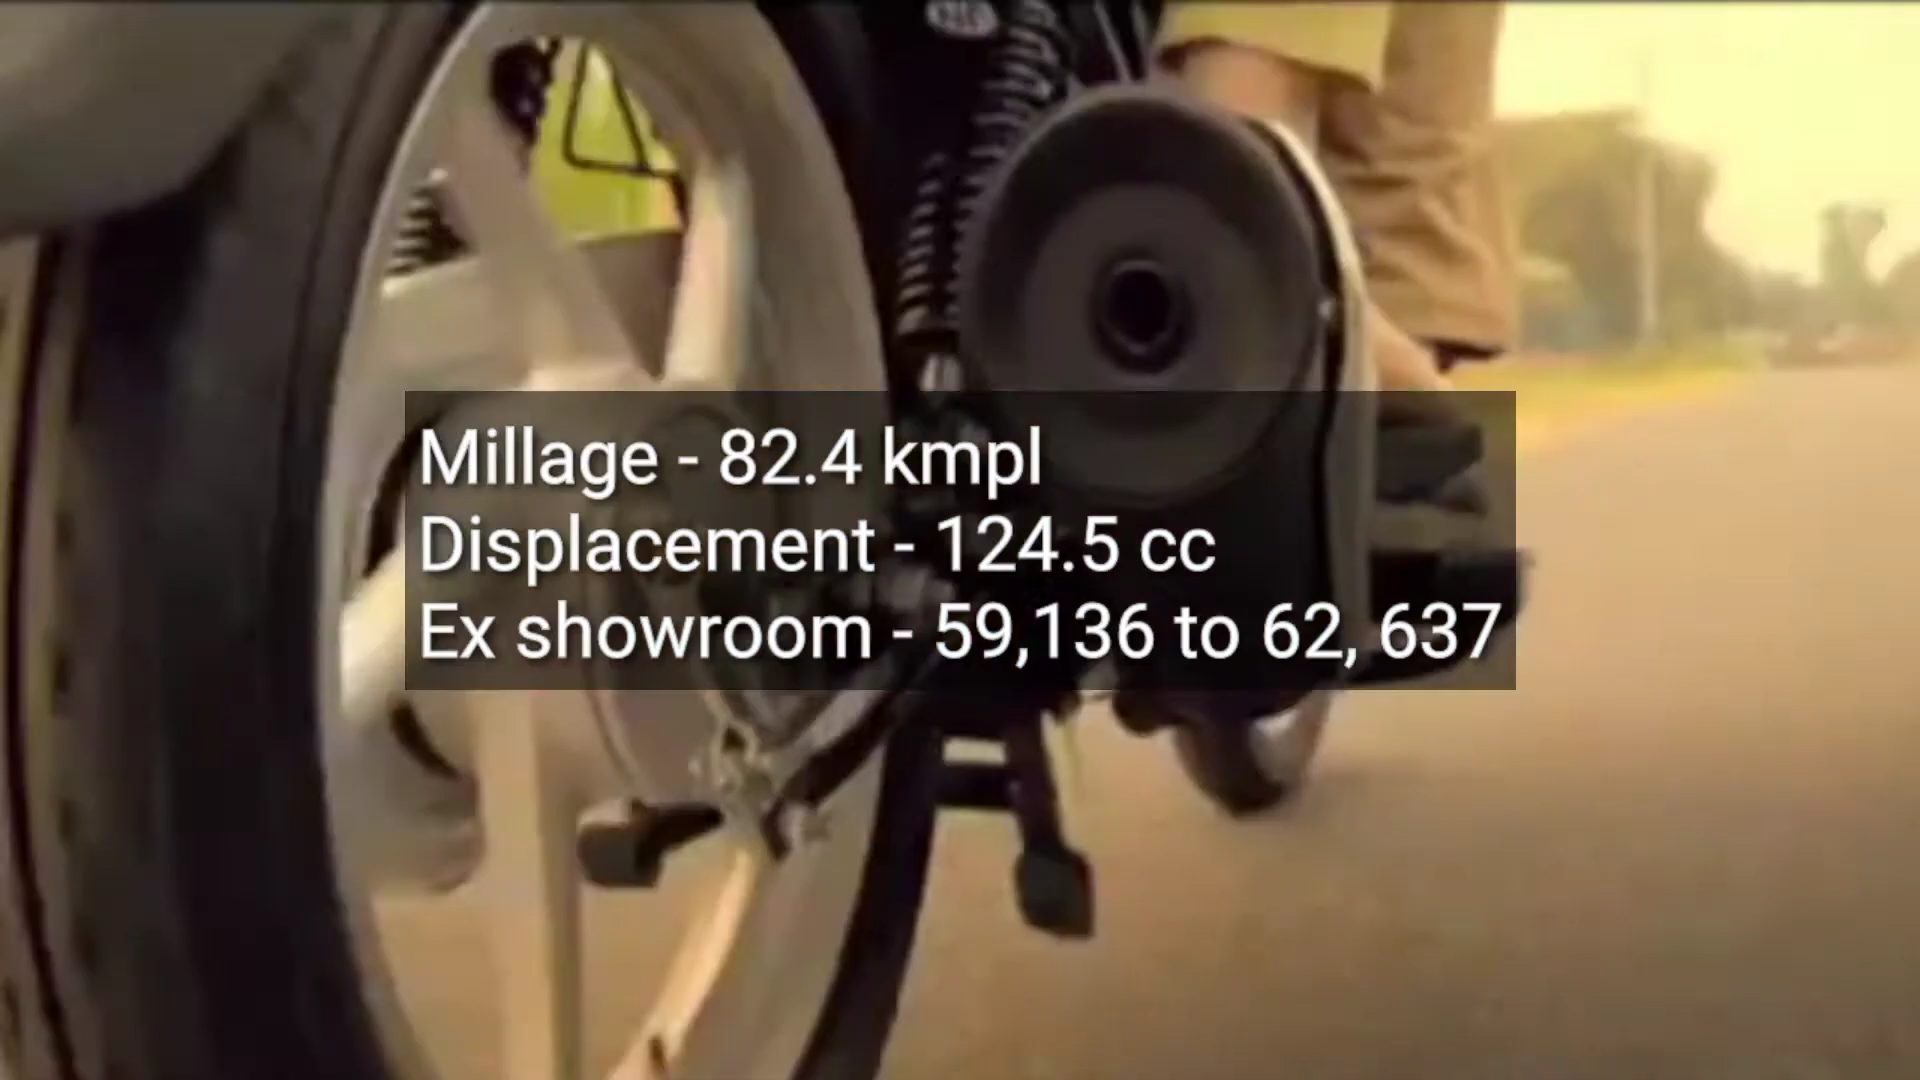 Millage - 82.4 kmpl
Displacement - 124.5 cc
Ex showroom - 59,136 to 62, 637